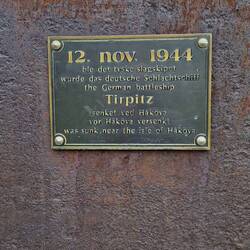 12. nov. 1944
ble det tyske slagskipet
wurde das deutsche Schlachtschiff
the German battleship
Tirpitz
senket ved Håkøya
vor Håkøya versenkt
was sunk, near the isle of Håkøya